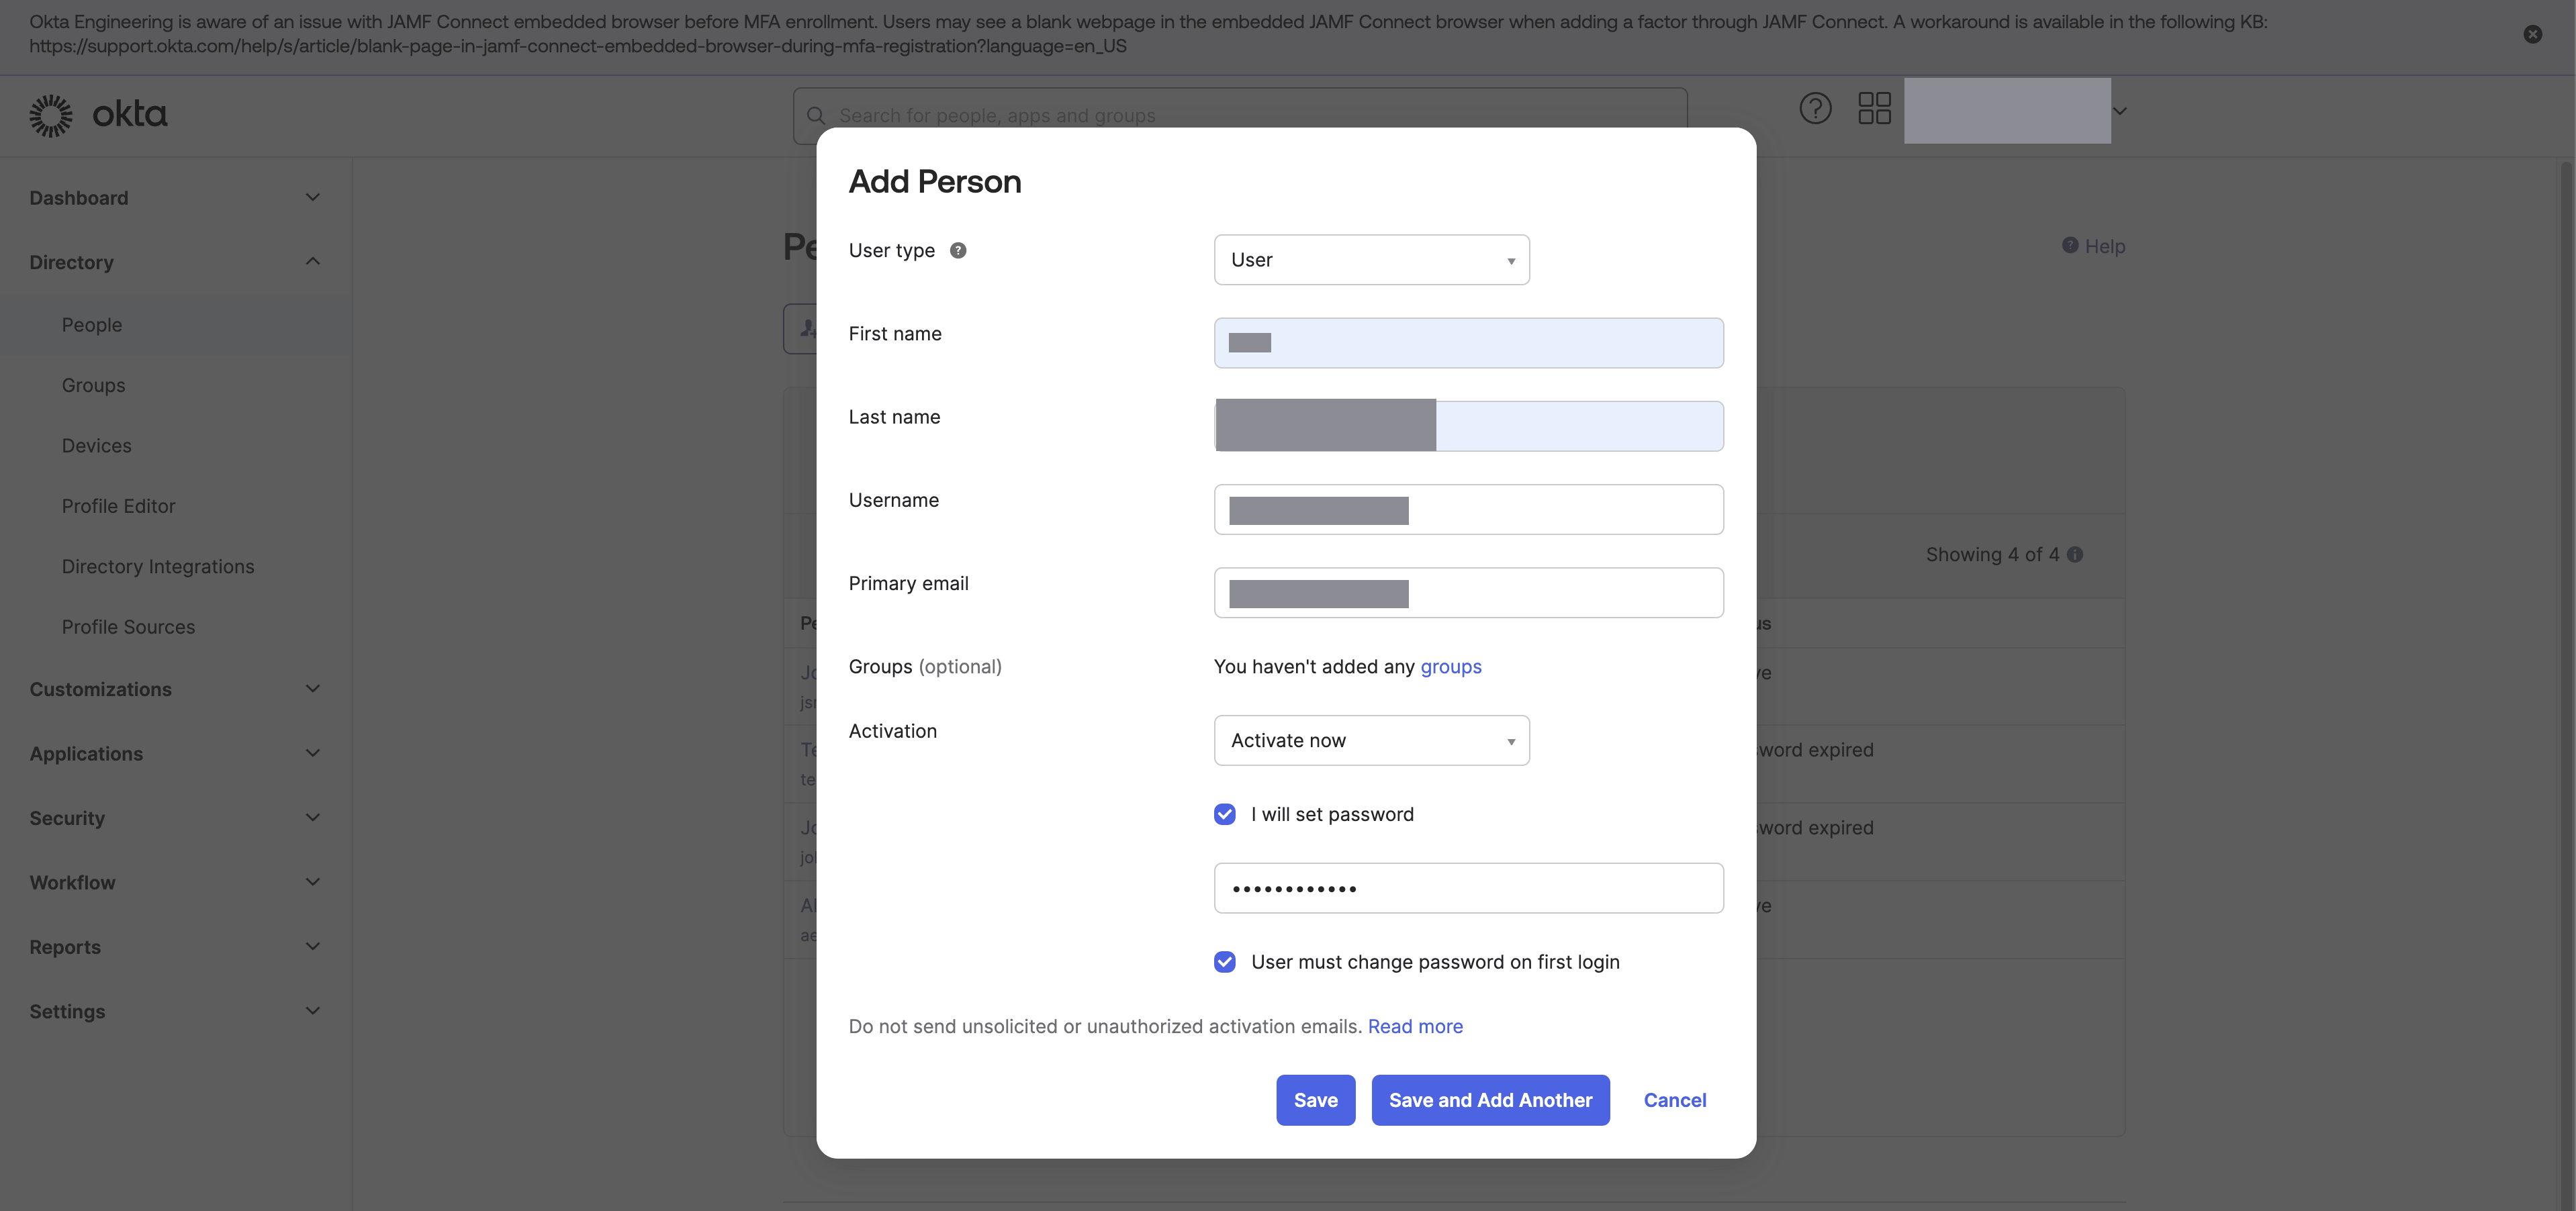 Okta Engineering is aware of an issue with JAMF Connect embedded browser before MFA enrollment. Users may see a blank webpage in the embedded JAMF Connect browser when adding a factor through JAMF Connect. A workaround is available in the following KB:
https://support.okta.com/help/s/article/blank-page-in-jamf-connect-embedded-browser-during-mfa-registration?language=en_US
okta
Search for people, apps and groups
Dashboard
Directory
People
Groups
Devices
Profile Editor
Directory Integrations
Profile Sources
Customizations
Applications
Security
Workflow
Reports
Settings
Help
Showing 4 of 4
expired
expired
Add Person
User type
User
First name
Last name
Username
Primary email
Groups (optional)
You haven't added any groups
Activation
Activate now
I will set password
User must change password on first login
Do not send unsolicited or unauthorized activation emails. Read more
Save
Save and Add Another
Cancel